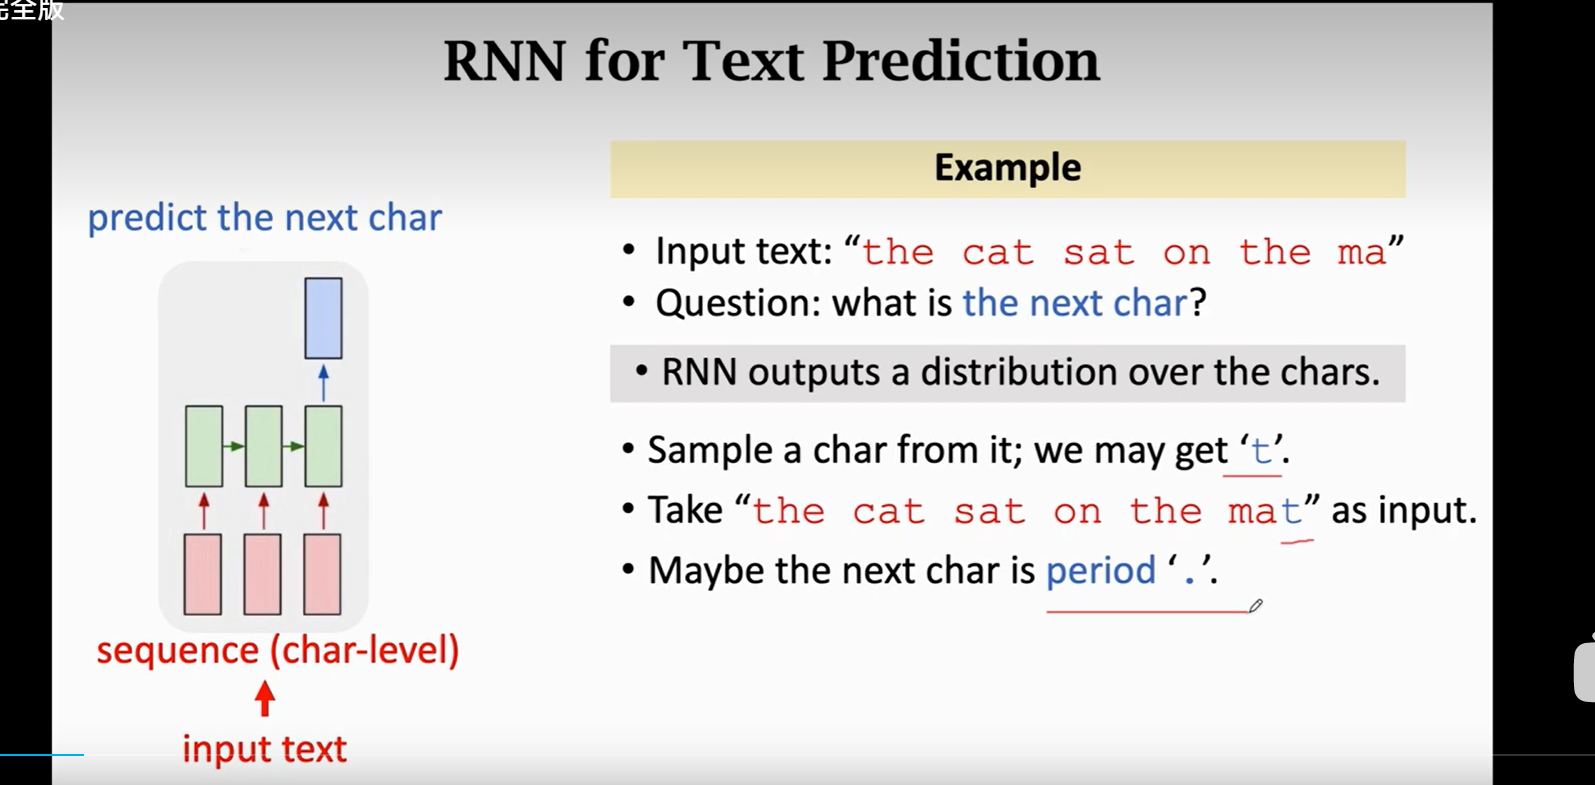 完全版
RNN for Text Prediction
Example
predict the next char
• Input text: “the cat sat on the ma”
• Question: what is the next char?
• RNN outputs a distribution over the chars.
• Sample a char from it; we may get ‘t’.
• Take “the cat sat on the mat” as input.
• Maybe the next char is period ‘.’.
sequence (char-level)
input text